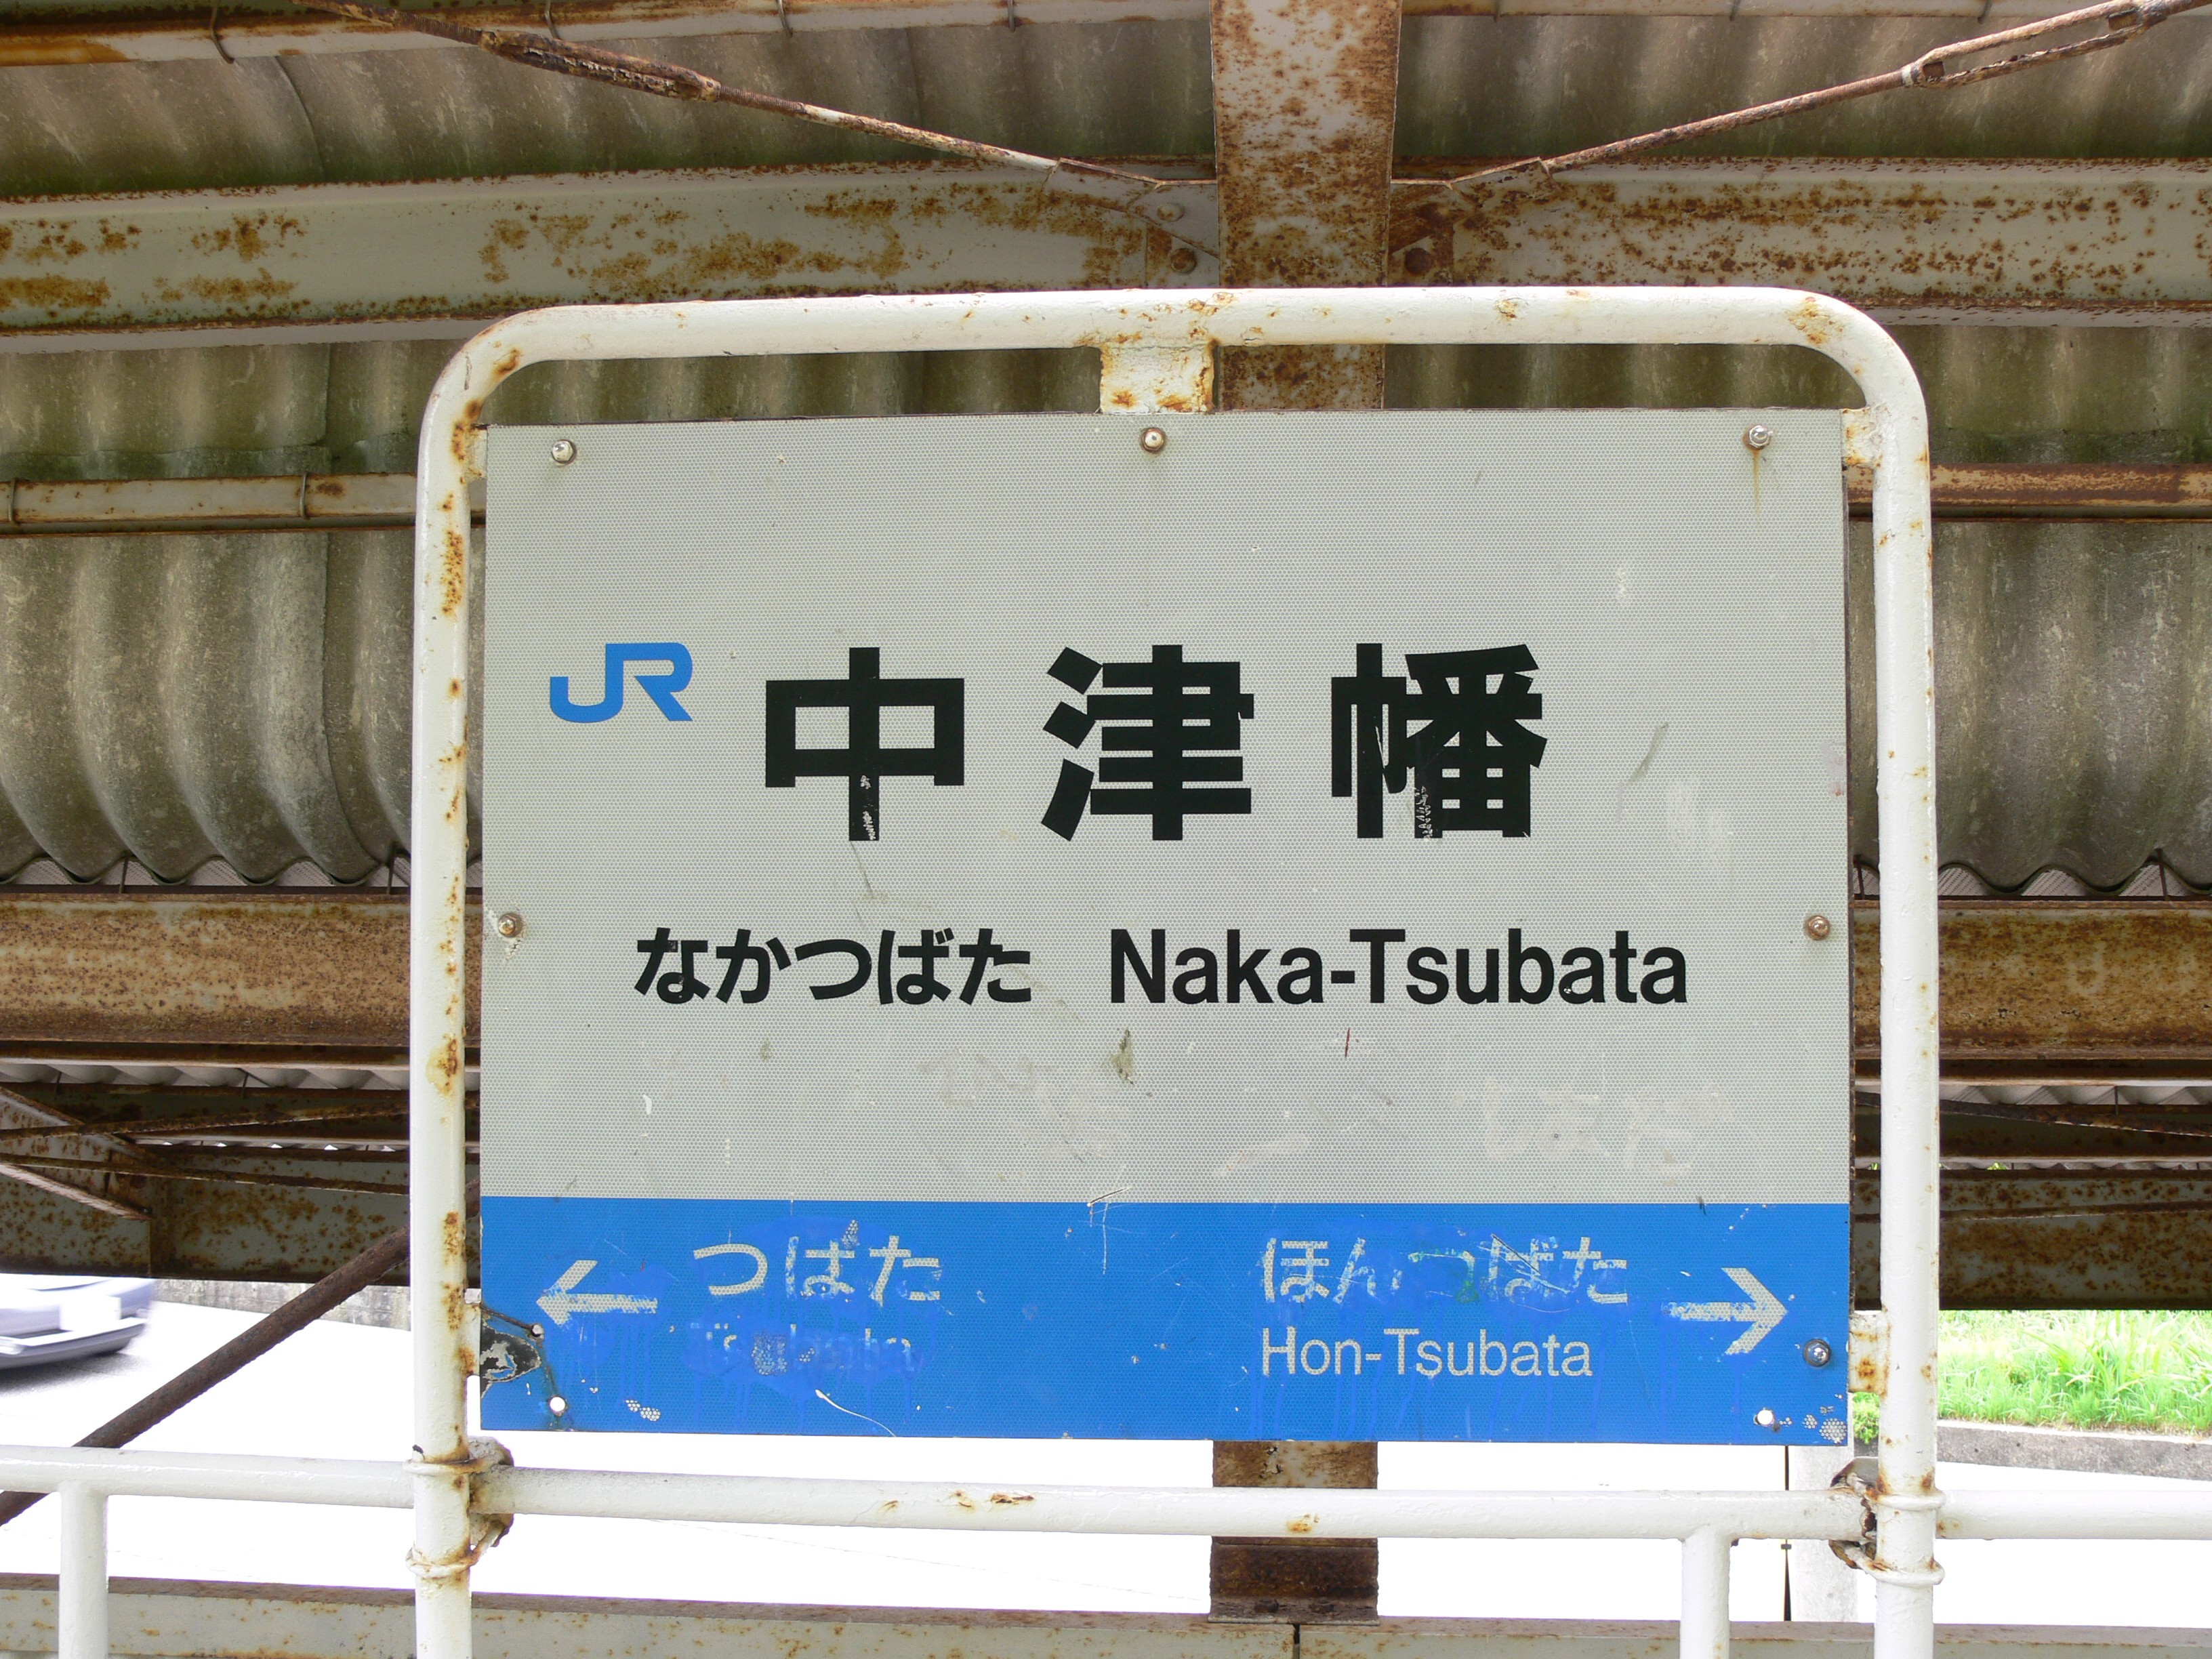 JR 中津幡
なかつばた Naka-Tsubata
← つばた ほんつばた →
Tsubata Hon-Tsubata